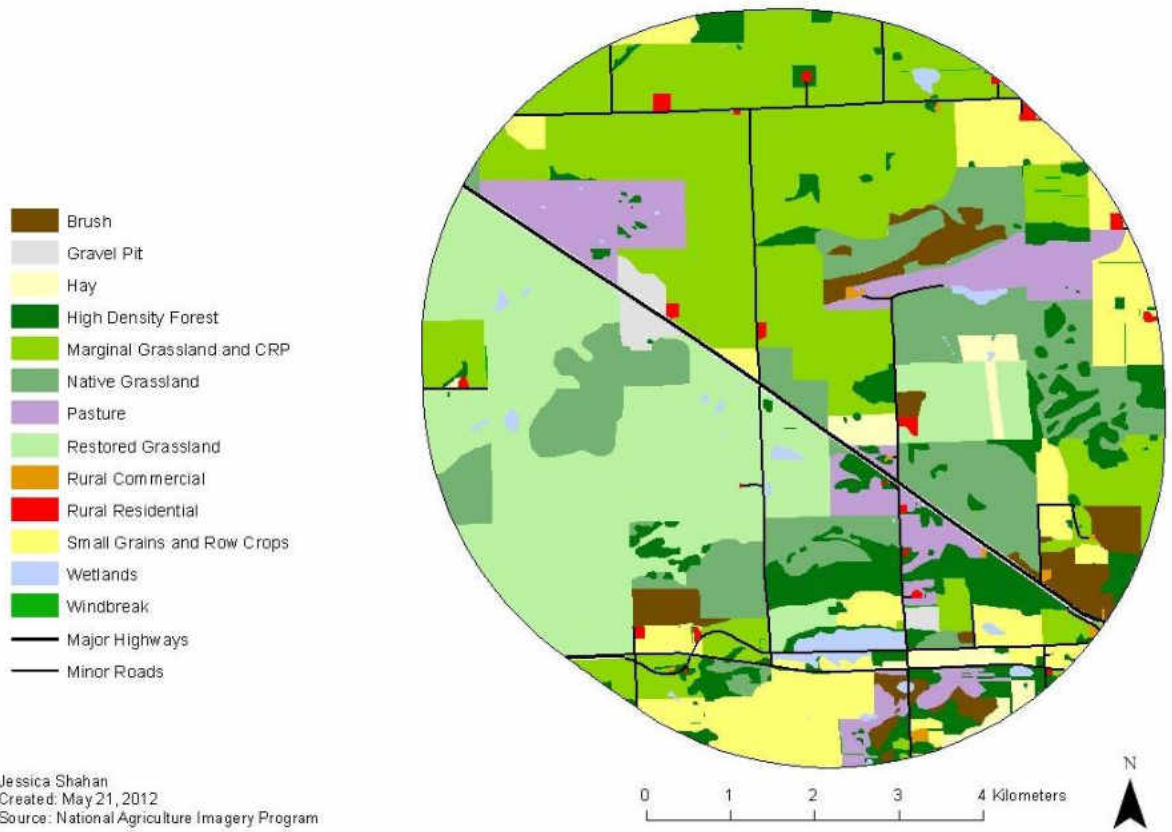 Brush
Gravel Pit
Hay
High Density Forest
Marginal Grassland and CRP
Native Grassland
Pasture
Restored Grassland
Rural Commercial
Rural Residential
Small Grains and Row Crops
Wetlands
Windbreak
Major Highways
Minor Roads
Jessica Shahan
Created: May 21, 2012
Source: National Agriculture Imagery Program
0 1 2 3 4 Kilometers
N